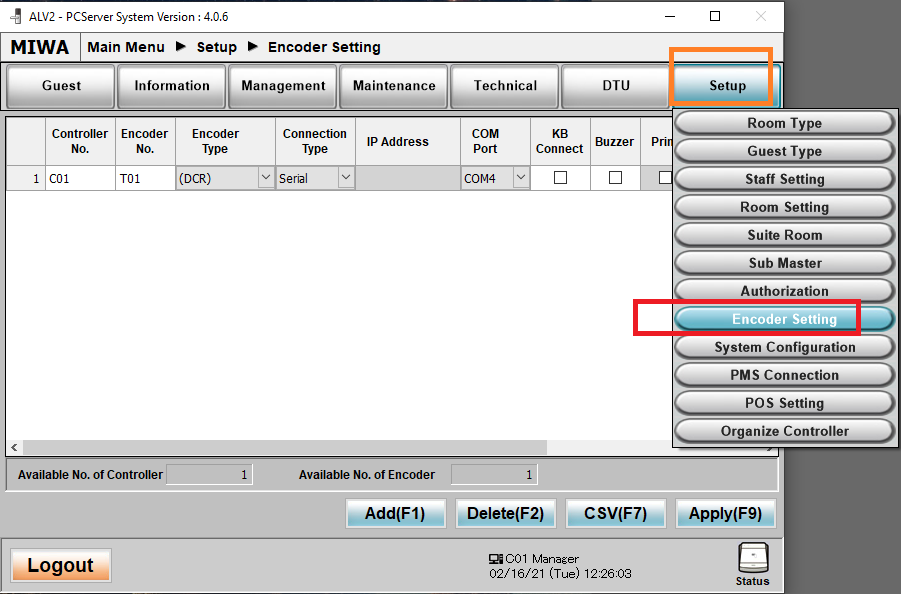 ALV2 - PCServer System Version : 4.0.6
MIWA Main Menu ▶ Setup ▶ Encoder Setting
Guest Information Management Maintenance Technical DTU Setup
Controller No. Encoder No. Encoder Type Connection Type IP Address COM Port KB Connect Buzzer Prin
1 C01 T01 (DCR) Serial COM4
Room Type
Guest Type
Staff Setting
Room Setting
Suite Room
Sub Master
Authorization
Encoder Setting
System Configuration
PMS Connection
POS Setting
Organize Controller
Available No. of Controller 1 Available No. of Encoder 1
Add(F1) Delete(F2) CSV(F7) Apply(F9)
Logout
C01 Manager
02/16/21 (Tue) 12:26:03
Status